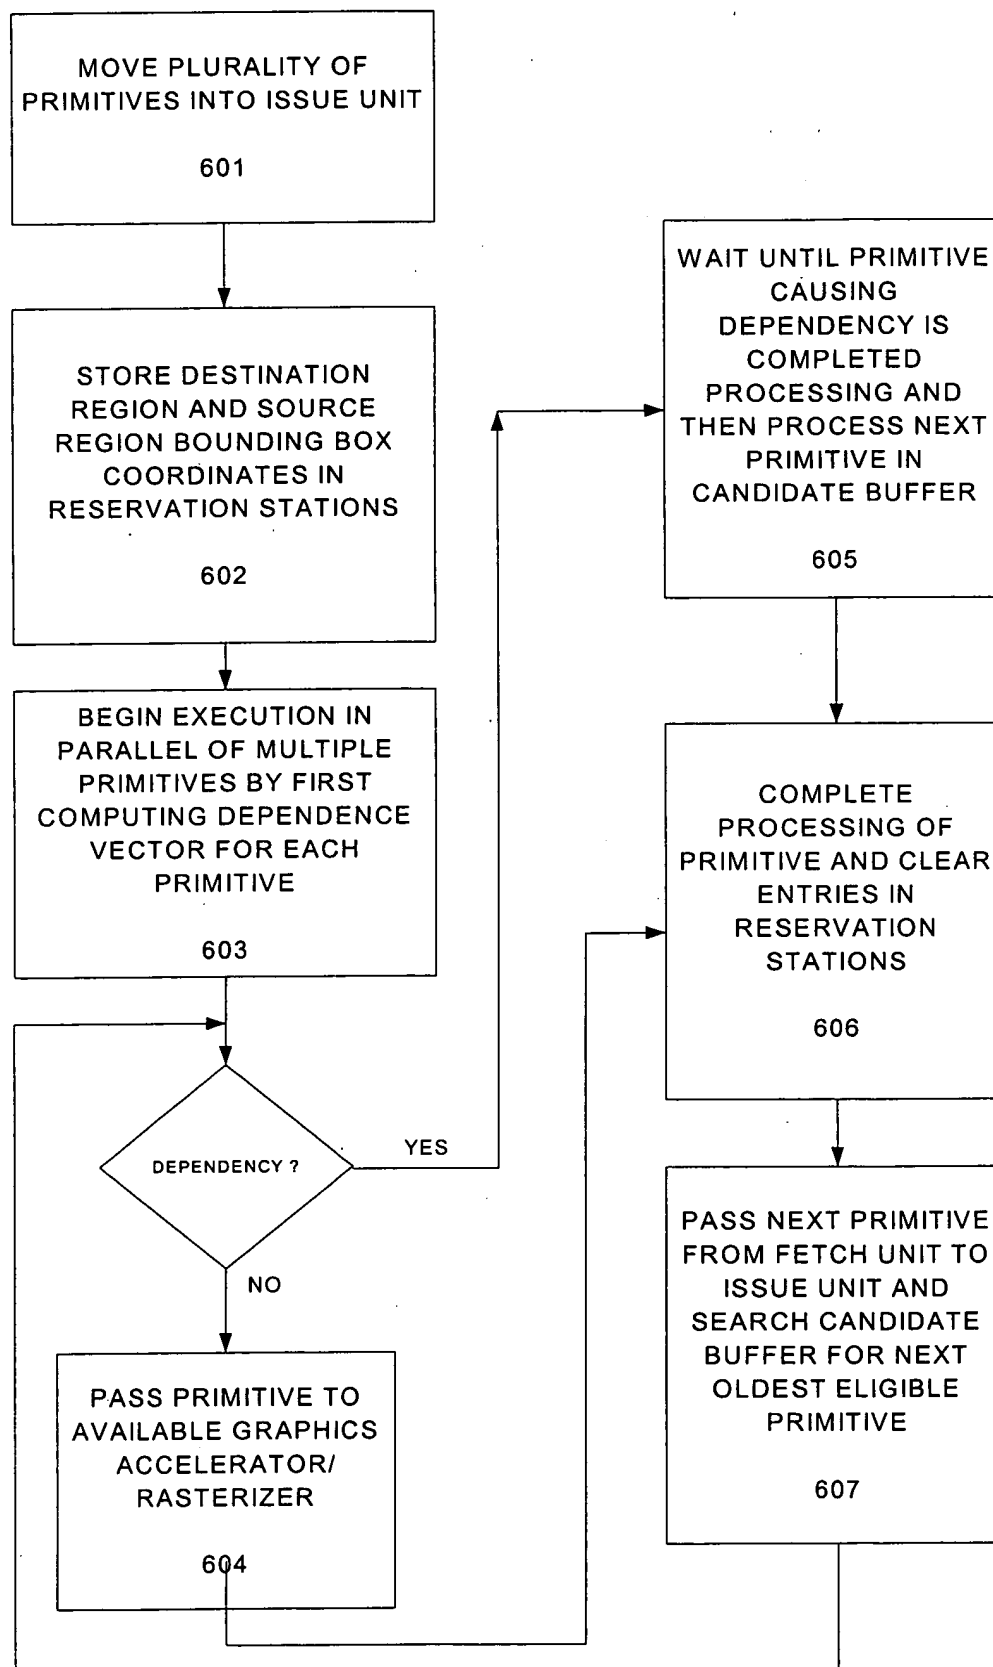 MOVE PLURALITY OF
PRIMITIVES INTO ISSUE UNIT
601
STORE DESTINATION
REGION AND SOURCE
REGION BOUNDING BOX
COORDINATES IN
RESERVATION STATIONS
602
BEGIN EXECUTION IN
PARALLEL OF MULTIPLE
PRIMITIVES BY FIRST
COMPUTING DEPENDENCE
VECTOR FOR EACH
PRIMITIVE
603
DEPENDENCY ?
YES
NO
PASS PRIMITIVE TO
AVAILABLE GRAPHICS
ACCELERATOR/
RASTERIZER
604
WAIT UNTIL PRIMITIVE
CAUSING
DEPENDENCY IS
COMPLETED
PROCESSING AND
THEN PROCESS NEXT
PRIMITIVE IN
CANDIDATE BUFFER
605
COMPLETE
PROCESSING OF
PRIMITIVE AND CLEAR
ENTRIES IN
RESERVATION
STATIONS
606
PASS NEXT PRIMITIVE
FROM FETCH UNIT TO
ISSUE UNIT AND
SEARCH CANDIDATE
BUFFER FOR NEXT
OLDEST ELIGIBLE
PRIMITIVE
607